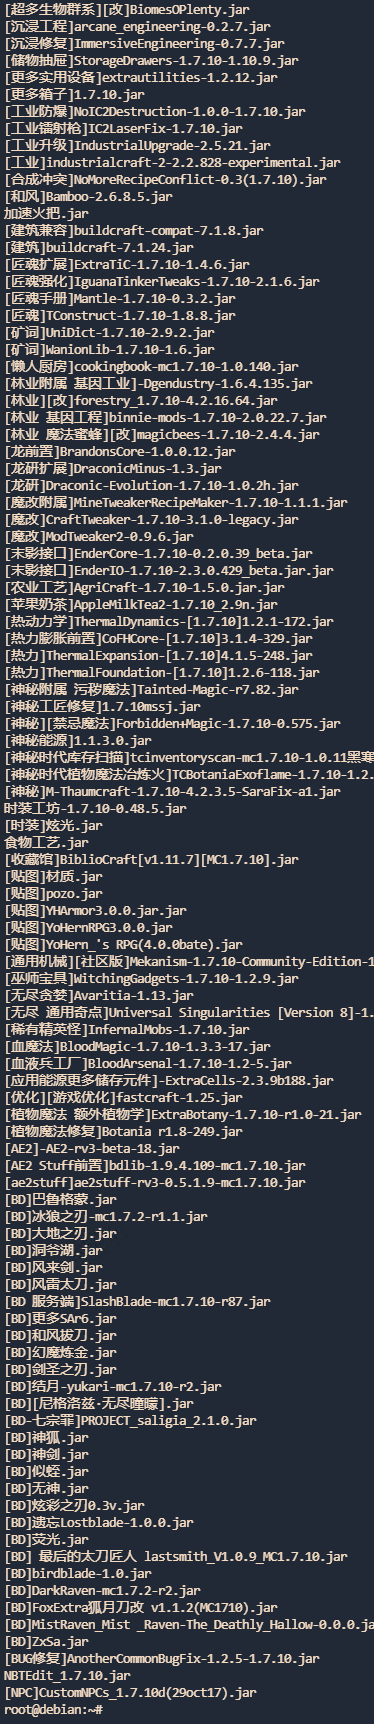 [超多生物群系][改]BiomesOPlenty.jar
[沉浸工程]arcane_engineering-0.2.7.jar
[沉浸修复]ImmersiveEngineering-0.7.7.jar
[储物抽屉]StorageDrawers-1.7.10-1.10.9.jar
[更多实用设备]extrautilities-1.2.12.jar
[更多箱子]1.7.10.jar
[工业防爆]NoIC2Destruction-1.0.0-1.7.10.jar
[工业镭射枪]IC2LaserFix-1.7.10.jar
[工业升级]IndustrialUpgrade-2.5.21.jar
[工业]industrialcraft-2-2.2.828-experimental.jar
[合成冲突]NoMoreRecipeConflict-0.3(1.7.10).jar
[和风]Bamboo-2.6.8.5.jar
加速火把.jar
[建筑兼容]buildcraft-compat-7.1.8.jar
[建筑]buildcraft-7.1.24.jar
[匠魂扩展]ExtraTiC-1.7.10-1.4.6.jar
[匠魂强化]IguanaTinkerTweaks-1.7.10-2.1.6.jar
[匠魂手册]Mantle-1.7.10-0.3.2.jar
[匠魂]TConstruct-1.7.10-1.8.8.jar
[矿词]UniDict-1.7.10-2.9.2.jar
[矿词]WanionLib-1.7.10-1.6.jar
[懒人厨房]cookingbook-mc1.7.10-1.0.140.jar
[林业附属 基因工业]-Dgendustry-1.6.4.135.jar
[林业][改]forestry_1.7.10-4.2.16.64.jar
[林业 基因工程]binnie-mods-1.7.10-2.0.22.7.jar
[林业 魔法蜜蜂][改]magicbees-1.7.10-2.4.4.jar
[龙前置]BrandonsCore-1.0.0.12.jar
[龙研扩展]DraconicMinus-1.3.jar
[龙研]Draconic-Evolution-1.7.10-1.0.2h.jar
[魔改附属]MineTweakerRecipeMaker-1.7.10-1.1.1.jar
[魔改]CraftTweaker-1.7.10-3.1.0-legacy.jar
[魔改]ModTweaker2-0.9.6.jar
[末影接口]EnderCore-1.7.10-0.2.0.39_beta.jar
[末影接口]EnderIO-1.7.10-2.3.0.429_beta.jar.jar
[农业工艺]AgriCraft-1.7.10-1.5.0.jar.jar
[苹果奶茶]AppleMilkTea2-1.7.10_2.9n.jar
[热动力学]ThermalDynamics-[1.7.10]1.2.1-172.jar
[热力膨胀前置]CoFHCore-[1.7.10]3.1.4-329.jar
[热力]ThermalExpansion-[1.7.10]4.1.5-248.jar
[热力]ThermalFoundation-[1.7.10]1.2.6-118.jar
[神秘附属 污秽魔法]Tainted-Magic-r7.82.jar
[神秘工匠修复]1.7.10mssj.jar
[神秘][禁忌魔法]Forbidden+Magic-1.7.10-0.575.jar
[神秘能源]1.1.3.0.jar
[神秘时代库存扫描]tcinventoryscan-mc1.7.10-1.0.11黑寒
[神秘时代植物魔法冶炼火]TCBotaniaExoflame-1.7.10-1.2.
[神秘]M-Thaumcraft-1.7.10-4.2.3.5-SaraFix-a1.jar
时装工坊-1.7.10-0.48.5.jar
[时装]炫光.jar
食物工艺.jar
[收藏馆]BiblioCraft[v1.11.7][MC1.7.10].jar
[贴图]材质.jar
[贴图]pozo.jar
[贴图]YHArmor3.0.0.jar.jar
[贴图]YoHernRPG3.0.0.jar
[贴图]YoHern_'s RPG(4.0.0bate).jar
[通用机械][社区版]Mekanism-1.7.10-Community-Edition-1
[巫师宝具]WitchingGadgets-1.7.10-1.2.9.jar
[无尽贪婪]Avaritia-1.13.jar
[无尽 通用奇点]Universal Singularities [Version 8]-1.
[稀有精英怪]InfernalMobs-1.7.10.jar
[血魔法]BloodMagic-1.7.10-1.3.3-17.jar
[血液兵工厂]BloodArsenal-1.7.10-1.2-5.jar
[应用能源更多储存元件]-ExtraCells-2.3.9b188.jar
[优化][游戏优化]fastcraft-1.25.jar
[植物魔法 额外植物学]ExtraBotany-1.7.10-r1.0-21.jar
[植物魔法修复]Botania r1.8-249.jar
[AE2]-AE2-rv3-beta-18.jar
[AE2 Stuff前置]bdlib-1.9.4.109-mc1.7.10.jar
[ae2stuff]ae2stuff-rv3-0.5.1.9-mc1.7.10.jar
[BD]巴鲁格蒙.jar
[BD]冰狼之刃-mc1.7.2-r1.1.jar
[BD]大地之刃.jar
[BD]洞爷湖.jar
[BD]风来剑.jar
[BD]风雷太刀.jar
[BD 服务端]SlashBlade-mc1.7.10-r87.jar
[BD]更多SAr6.jar
[BD]和风拔刀.jar
[BD]幻魔炼金.jar
[BD]剑圣之刃.jar
[BD]结月-yukari-mc1.7.10-r2.jar
[BD][尼格洛兹·无尽曈曚].jar
[BD-七宗罪]PROJECT_saligia_2.1.0.jar
[BD]神狐.jar
[BD]神剑.jar
[BD]似蛭.jar
[BD]无神.jar
[BD]炫彩之刃0.3v.jar
[BD]遗忘Lostblade-1.0.0.jar
[BD]荧光.jar
[BD] 最后的太刀匠人 lastsmith_V1.0.9_MC1.7.10.jar
[BD]birdblade-1.0.jar
[BD]DarkRaven-mc1.7.2-r2.jar
[BD]FoxExtra狐月刀改 v1.1.2(MC1710).jar
[BD]MistRaven_Mist _Raven-The_Deathly_Hallow-0.0.0.ja
[BD]ZxSa.jar
[BUG修复]AnotherCommonBugFix-1.2.5-1.7.10.jar
NBTEdit_1.7.10.jar
[NPC]CustomNPCs_1.7.10d(29oct17).jar
root@debian:~#